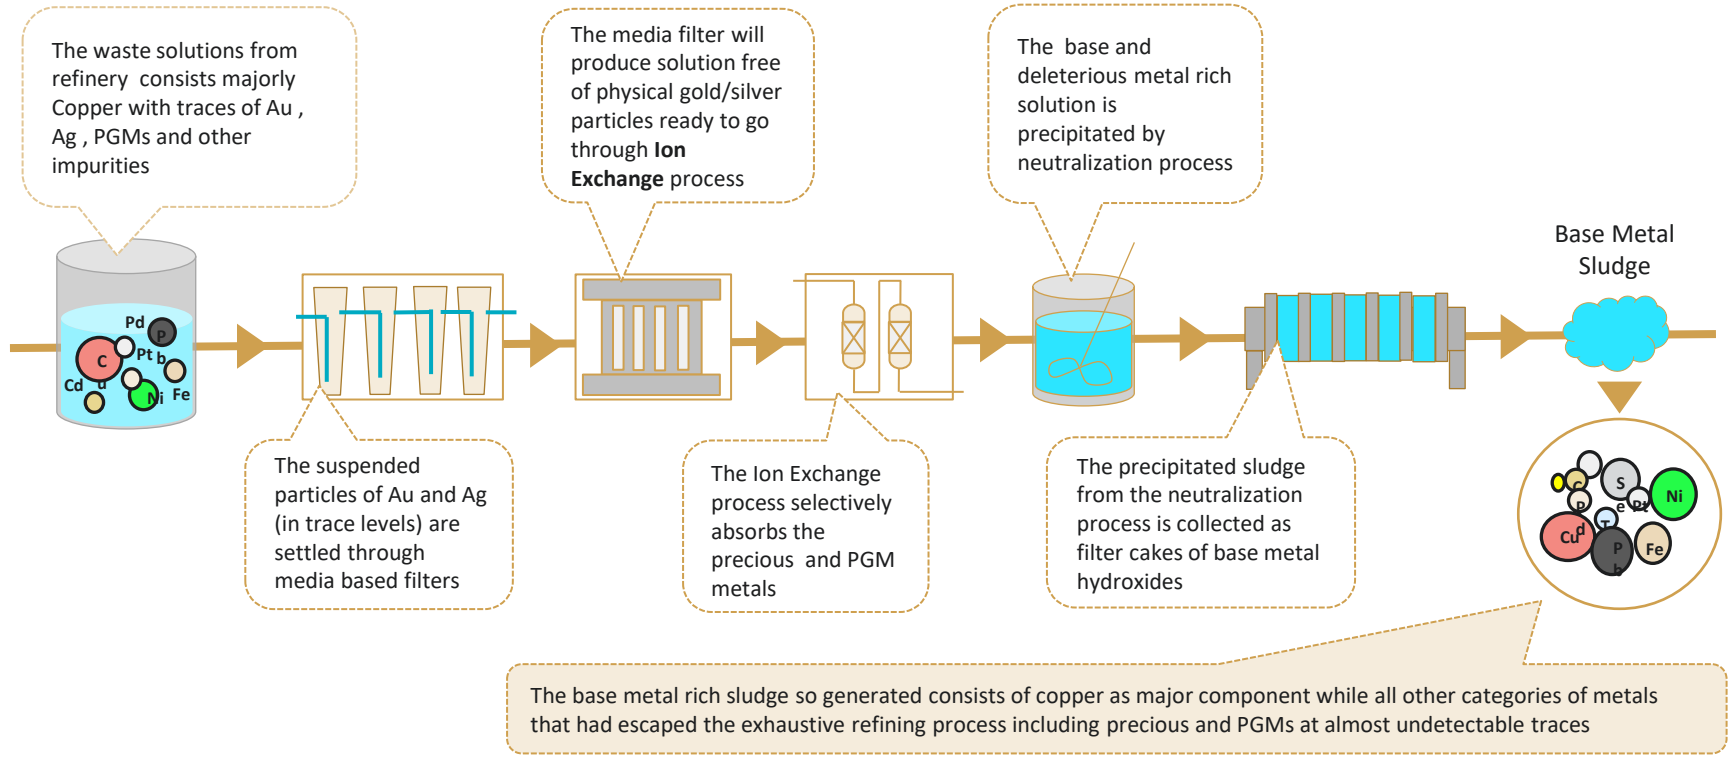 The waste solutions from
refinery  consists majorly
Copper with traces of Au ,
Ag , PGMs and other
impurities
The media filter will
produce solution free
of physical gold/silver
particles ready to go
through Ion
Exchange process
The  base and
deleterious metal rich
solution is
precipitated by
neutralization process
Base Metal
Sludge
Pd
P
b
C
u
Pt
Cd
Ni
Fe
The suspended
particles of Au and Ag
(in trace levels) are
settled through
media based filters
The Ion Exchange
process selectively
absorbs the
precious  and PGM
metals
The precipitated sludge
from the neutralization
process is collected as
filter cakes of base metal
hydroxides
C
S
e
P
d
Pt
Ni
T
Cu
P
b
Fe
The base metal rich sludge so generated consists of copper as major component while all other categories of metals
that had escaped the exhaustive refining process including precious and PGMs at almost undetectable traces